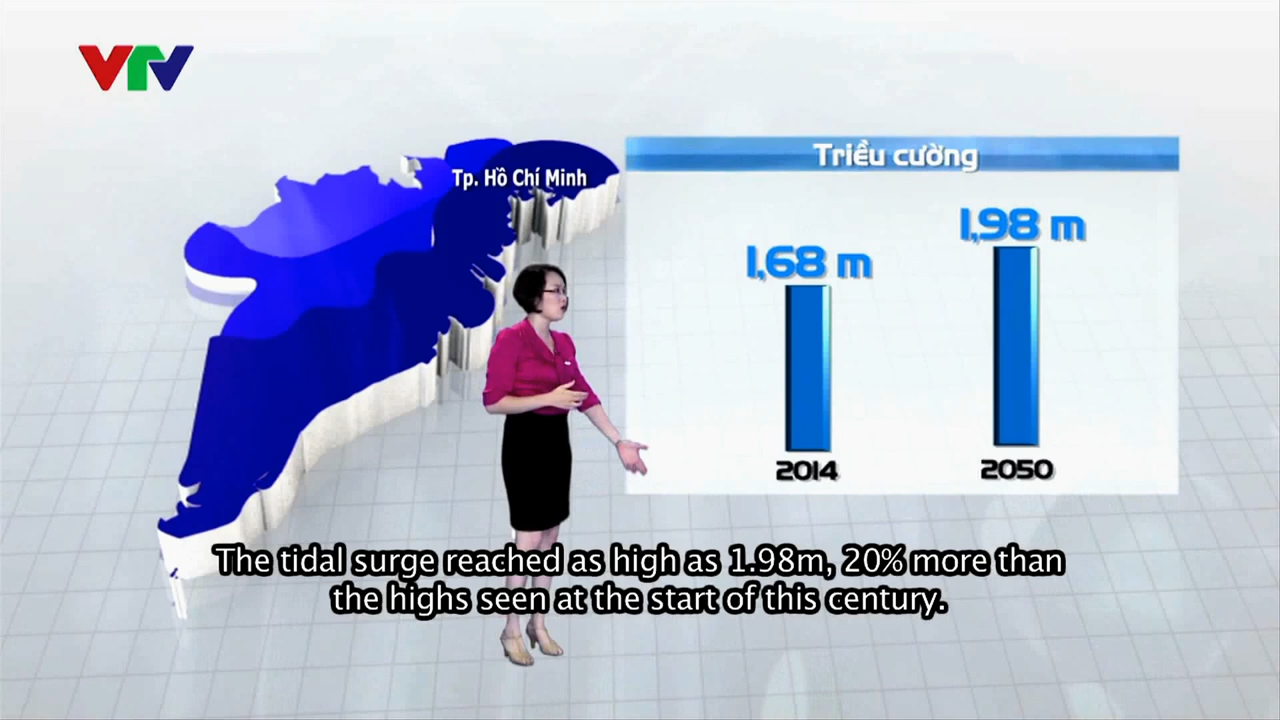 VTV
Tp. Hồ Chí Minh
Triều cường
1,68 m
1,98 m
2014
2050
The tidal surge reached as high as 1.98m, 20% more than
the highs seen at the start of this century.